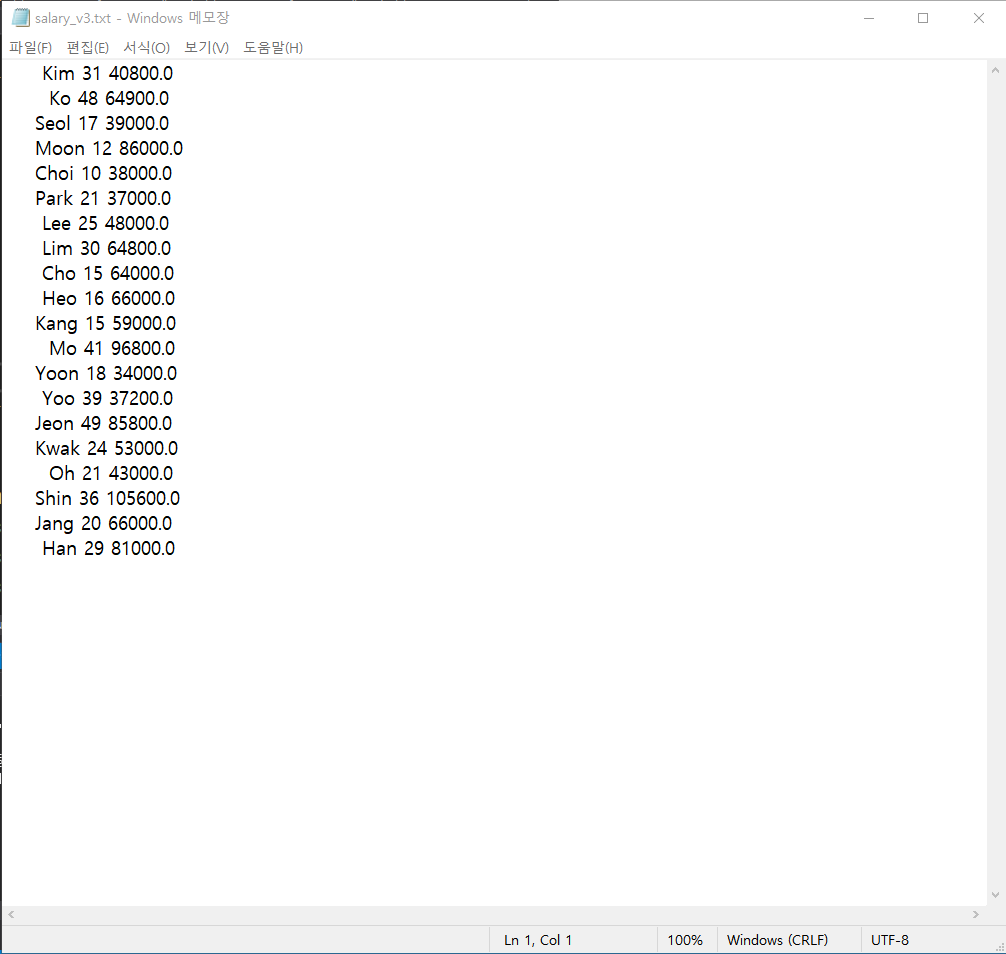 salary_v3.txt - Windows 메모장
파일(F) 편집(E) 서식(O) 보기(V) 도움말(H)
Kim 31 40800.0
Ko 48 64900.0
Seol 17 39000.0
Moon 12 86000.0
Choi 10 38000.0
Park 21 37000.0
Lee 25 48000.0
Lim 30 64800.0
Cho 15 64000.0
Heo 16 66000.0
Kang 15 59000.0
Mo 41 96800.0
Yoon 18 34000.0
Yoo 39 37200.0
Jeon 49 85800.0
Kwak 24 53000.0
Oh 21 43000.0
Shin 36 105600.0
Jang 20 66000.0
Han 29 81000.0
Ln 1, Col 1 100% Windows (CRLF) UTF-8